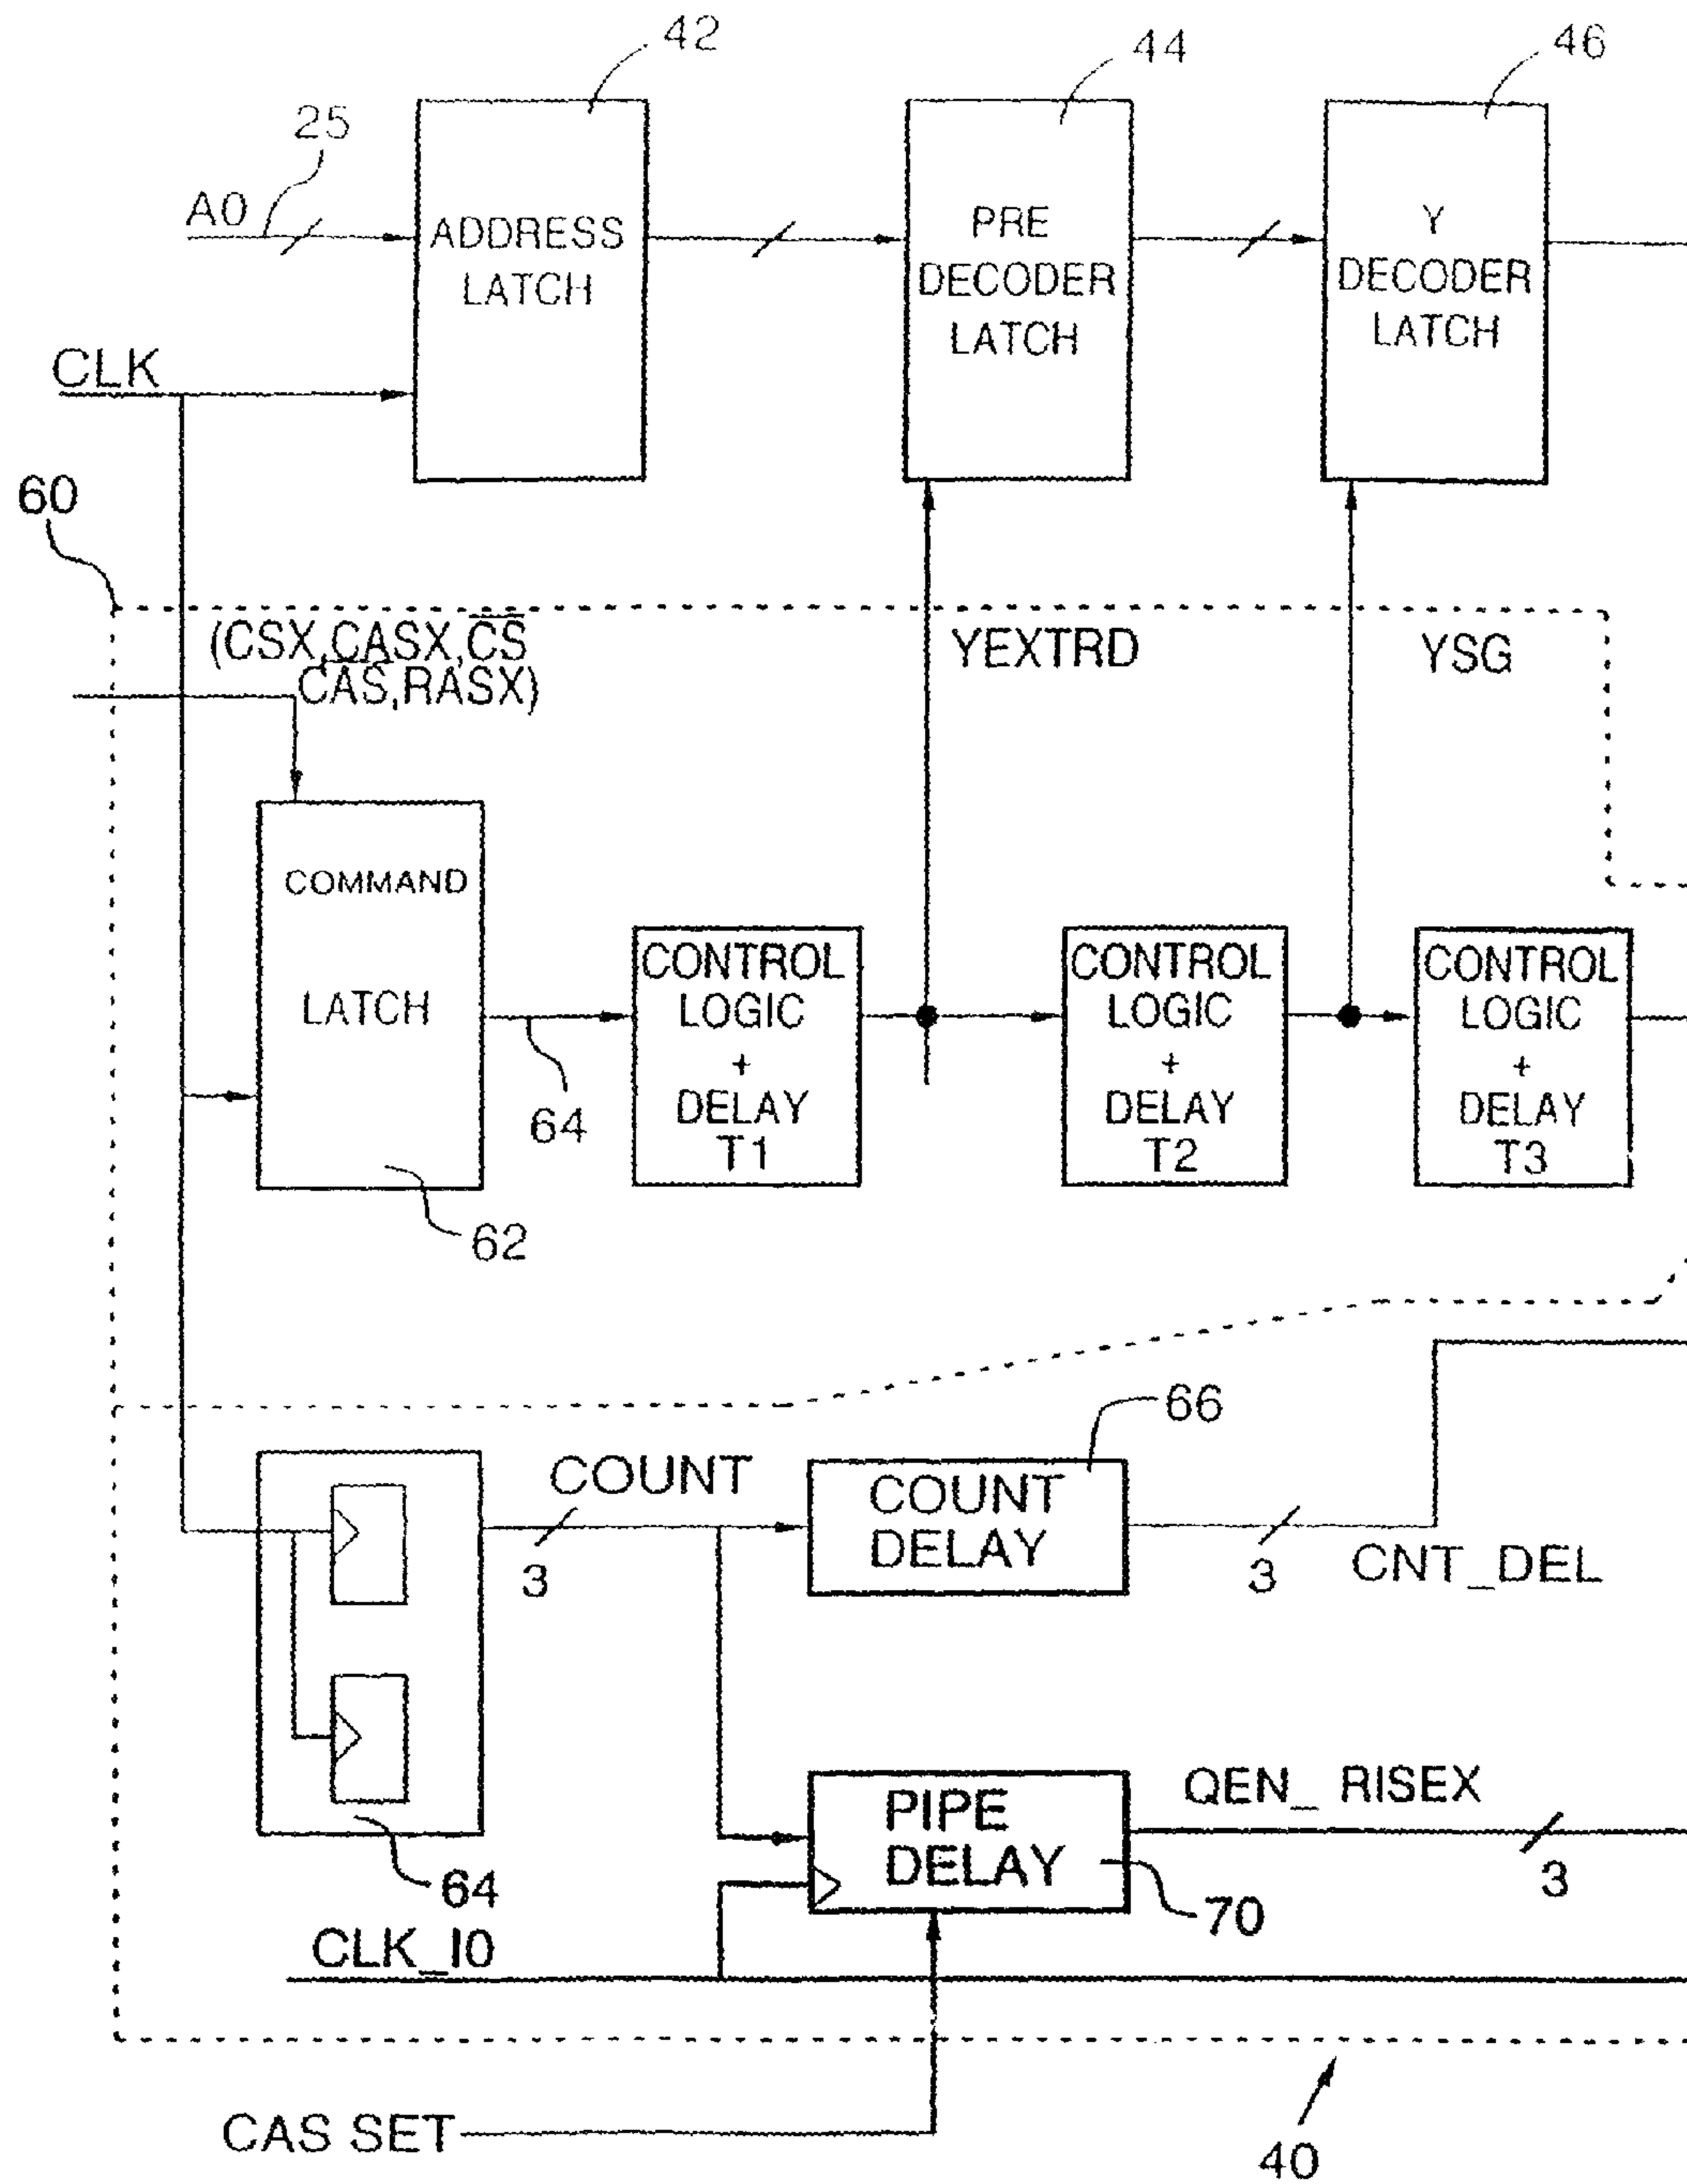 42
44
46
25
A0
ADDRESS
LATCH
PRE
DECODER
LATCH
Y
DECODER
LATCH
CLK
60
(CSX,CASX,C̅S̅
C̅A̅S̅,RASX)
YEXTRD
YSG
COMMAND
LATCH
64
62
CONTROL
LOGIC
+
DELAY
T1
CONTROL
LOGIC
+
DELAY
T2
CONTROL
LOGIC
+
DELAY
T3
66
COUNT
3
COUNT
DELAY
3
CNT_DEL
64
PIPE
DELAY
70
QEN_ RISEX
3
CLK_I0
CAS SET
40